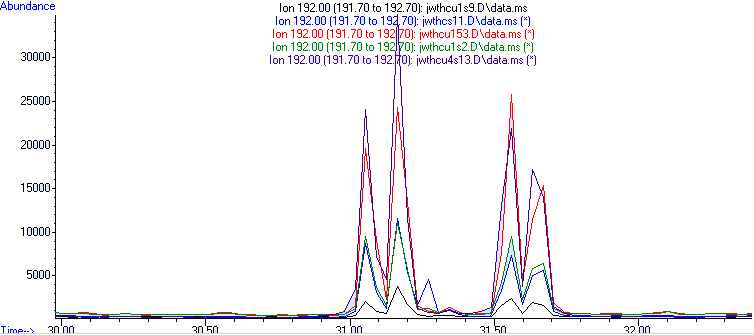 Abundance
Ion 192.00 (191.70 to 192.70): jwthcu1s9.D\data.ms
Ion 192.00 (191.70 to 192.70): jwthcs11.D\data.ms (*)
Ion 192.00 (191.70 to 192.70): jwthcu153.D\data.ms (*)
Ion 192.00 (191.70 to 192.70): jwthcu1s2.D\data.ms (*)
Ion 192.00 (191.70 to 192.70): jwthcu4s13.D\data.ms (*)
30000
25000
20000
15000
10000
5000
30.00 30.50 31.00 31.50 32.00
Time-->